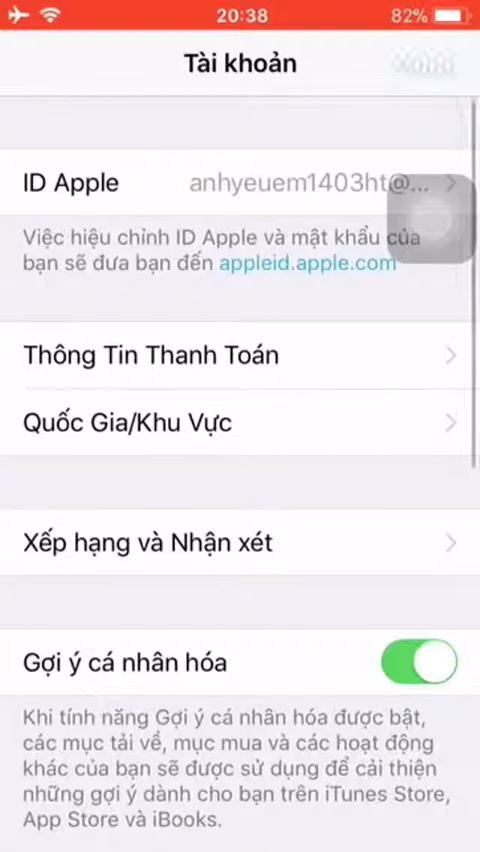 20:38
82%
Tài khoản
Xong
ID Apple
anhyeuem1403ht@...
Việc hiệu chỉnh ID Apple và mật khẩu của
bạn sẽ đưa bạn đến appleid.apple.com
Thông Tin Thanh Toán
Quốc Gia/Khu Vực
Xếp hạng và Nhận xét
Gợi ý cá nhân hóa
Khi tính năng Gợi ý cá nhân hóa được bật,
các mục tải về, mục mua và các hoạt động
khác của bạn sẽ được sử dụng để cải thiện
những gợi ý dành cho bạn trên iTunes Store,
App Store và iBooks.